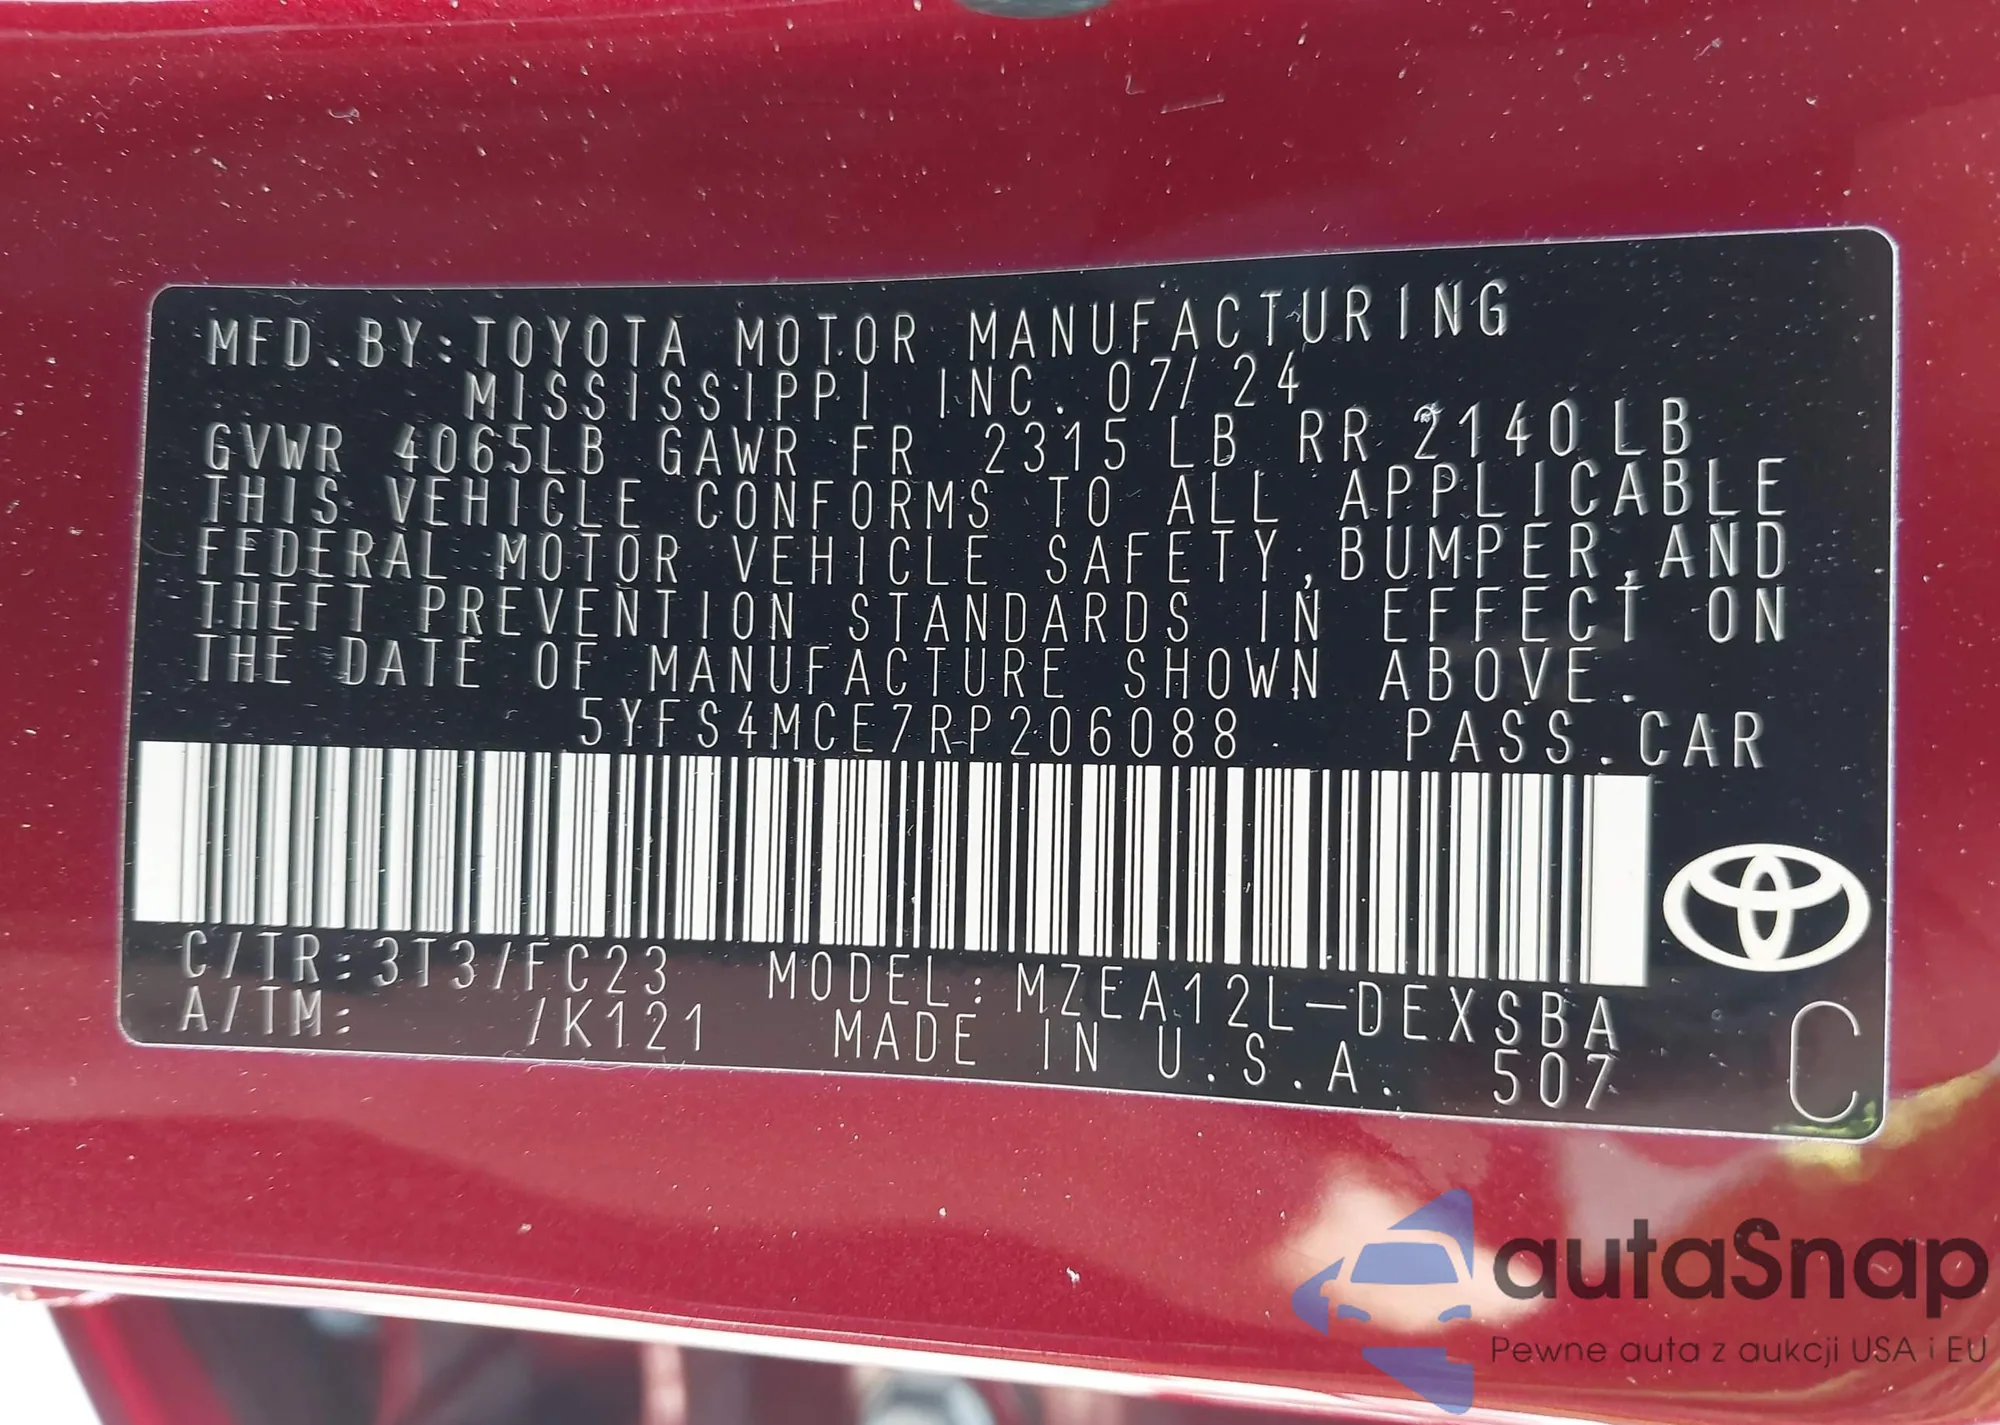 MFD.BY:TOYOTA MOTOR MANUFACTURING
MISSISSIPPI INC. 07/24
GVWR 4065LB GAWR FR 2315LB RR 2140LB
THIS VEHICLE CONFORMS TO ALL APPLICABLE
FEDERAL MOTOR VEHICLE SAFETY,BUMPER,AND
THEFT PREVENTION STANDARDS IN EFFECT ON
THE DATE OF MANUFACTURE SHOWN ABOVE.
5YFS4MCE7RP206088 PASS.CAR
C/TR:3T3/FC23 MODEL:MZEA12L-DEXSBA
A/TM: /K121 MADE IN U.S.A. 507
C
autaSnap
Pewne auta z aukcji USA i EU